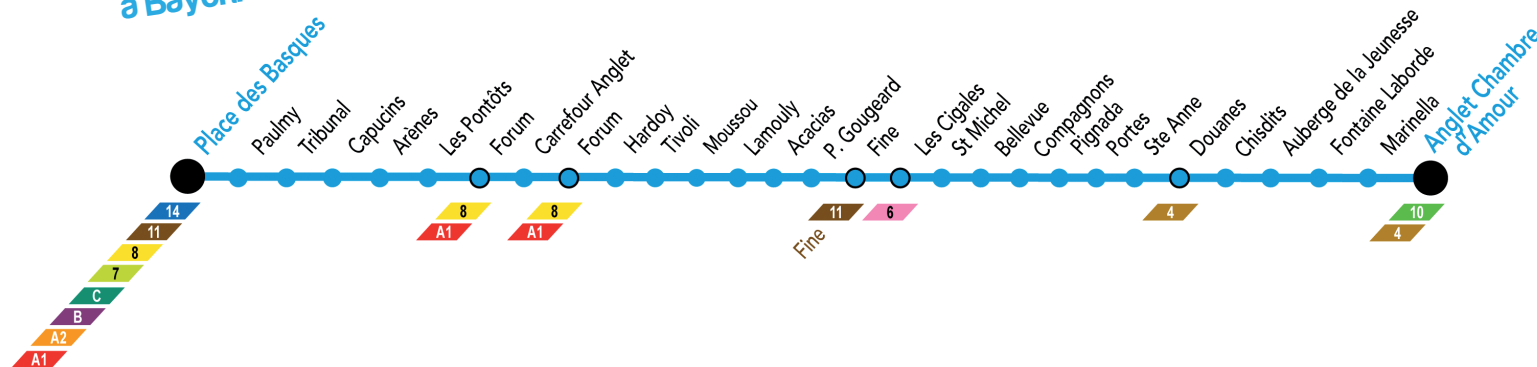 Place des Basques
Paulmy
Tribunal
Capucins
Arènes
Les Pontôts
Forum
Carrefour Anglet
Forum
Hardoy
Tivoli
Moussou
Lamouly
Acacias
P. Gougeard
Fine
Les Cigales
St Michel
Bellevue
Compagnons
Pignada
Portes
Ste Anne
Douanes
Chisdits
Auberge de la Jeunesse
Fontaine Laborde
Marinella
Anglet Chambre
d'Amour
14
11
8
7
C
B
A2
A1
8
A1
8
A1
11
Fine
6
4
10
4